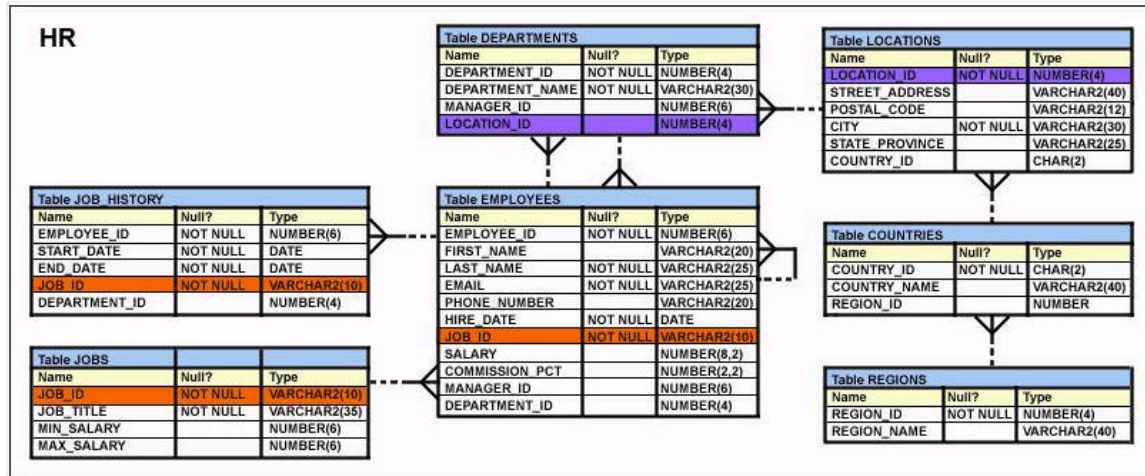 HR
Table DEPARTMENTS
Name Null? Type
DEPARTMENT_ID NOT NULL NUMBER(4)
DEPARTMENT_NAME NOT NULL VARCHAR2(30)
MANAGER_ID NUMBER(6)
LOCATION_ID NUMBER(4)
Table LOCATIONS
Name Null? Type
LOCATION_ID NOT NULL NUMBER(4)
STREET_ADDRESS VARCHAR2(40)
POSTAL_CODE VARCHAR2(12)
CITY NOT NULL VARCHAR2(30)
STATE_PROVINCE VARCHAR2(25)
COUNTRY_ID CHAR(2)
Table JOB_HISTORY
Name Null? Type
EMPLOYEE_ID NOT NULL NUMBER(6)
START_DATE NOT NULL DATE
END_DATE NOT NULL DATE
JOB_ID NOT NULL VARCHAR2(10)
DEPARTMENT_ID NUMBER(4)
Table EMPLOYEES
Name Null? Type
EMPLOYEE_ID NOT NULL NUMBER(6)
FIRST_NAME VARCHAR2(20)
LAST_NAME NOT NULL VARCHAR2(25)
EMAIL NOT NULL VARCHAR2(25)
PHONE_NUMBER VARCHAR2(20)
HIRE_DATE NOT NULL DATE
JOB_ID NOT NULL VARCHAR2(10)
SALARY NUMBER(8,2)
COMMISSION_PCT NUMBER(2,2)
MANAGER_ID NUMBER(6)
DEPARTMENT_ID NUMBER(4)
Table COUNTRIES
Name Null? Type
COUNTRY_ID NOT NULL CHAR(2)
COUNTRY_NAME VARCHAR2(40)
REGION_ID NUMBER
Table JOBS
Name Null? Type
JOB_ID NOT NULL VARCHAR2(10)
JOB_TITLE NOT NULL VARCHAR2(35)
MIN_SALARY NUMBER(6)
MAX_SALARY NUMBER(6)
Table REGIONS
Name Null? Type
REGION_ID NOT NULL NUMBER(4)
REGION_NAME VARCHAR2(40)